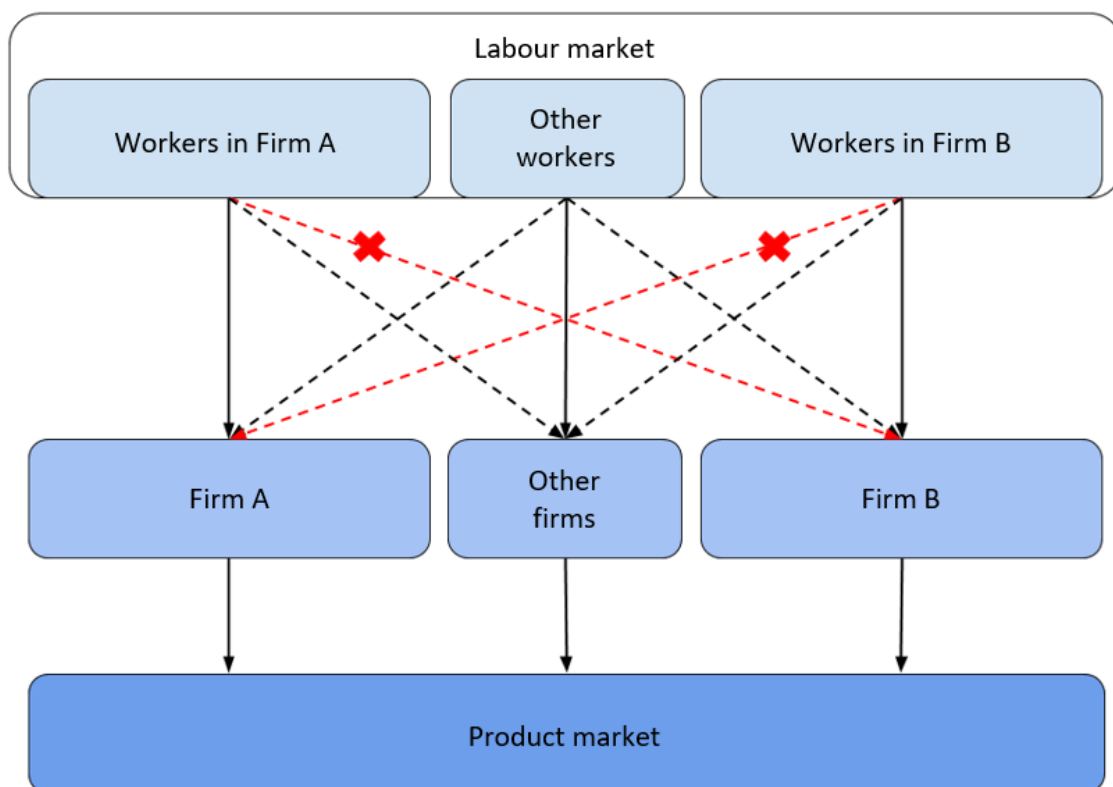 Labour market
Workers in Firm A
Other
workers
Workers in Firm B
Firm A
Other
firms
Firm B
Product market